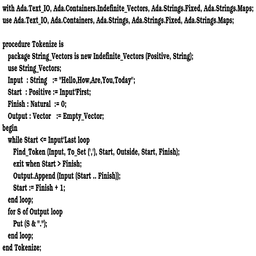 with Ada.Text_IO, Ada.Containers.Indefinite_Vectors, Ada.Strings.Fixed, Ada.Strings.Maps;
use Ada.Text_IO, Ada.Containers, Ada.Strings, Ada.Strings.Fixed, Ada.Strings.Maps;
procedure Tokenize is
package String_Vectors is new Indefinite_Vectors (Positive, String);
use String_Vectors;
Input : String := "Hello,How,Are,You,Today";
Start : Positive := Input'First;
Finish : Natural := 0;
Output : Vector := Empty_Vector;
begin
while Start <= Input'Last loop
Find_Token (Input, To_Set (','), Start, Outside, Start, Finish);
exit when Start > Finish;
Output.Append (Input (Start .. Finish));
Start := Finish + 1;
end loop;
for S of Output loop
Put (S & ".");
end loop;
end Tokenize;